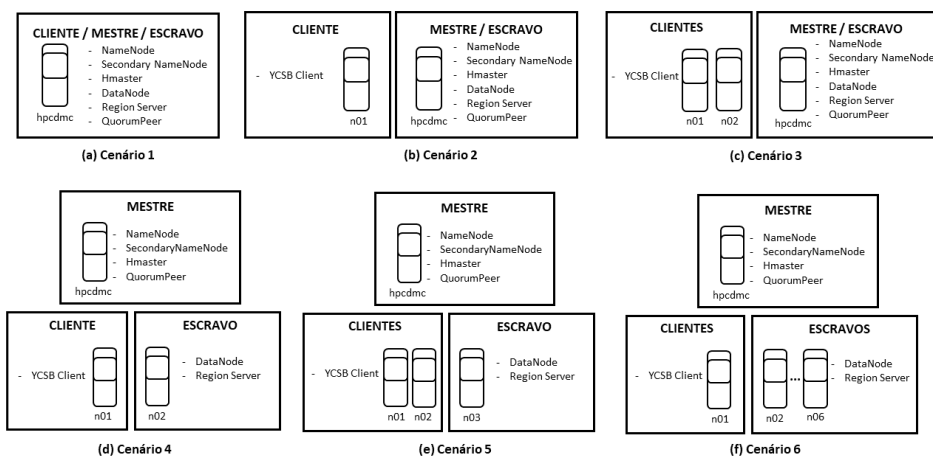 CLIENTE / MESTRE / ESCRAVO
- NameNode
- Secondary NameNode
- Hmaster
- DataNode
- Region Server
- QuorumPeer
hpcdmc
(a) Cenário 1
CLIENTE
- YCSB Client
n01
MESTRE / ESCRAVO
- NameNode
- Secondary NameNode
- Hmaster
- DataNode
- Region Server
- QuorumPeer
hpcdmc
(b) Cenário 2
CLIENTES
- YCSB Client
n01
n02
MESTRE / ESCRAVO
- NameNode
- Secondary NameNode
- Hmaster
- DataNode
- Region Server
- QuorumPeer
hpcdmc
(c) Cenário 3
MESTRE
- NameNode
- SecondaryNameNode
- Hmaster
- QuorumPeer
hpcdmc
CLIENTE
- YCSB Client
n01
ESCRAVO
- DataNode
- Region Server
n02
(d) Cenário 4
MESTRE
- NameNode
- SecondaryNameNode
- Hmaster
- QuorumPeer
hpcdmc
CLIENTES
- YCSB Client
n01
n02
ESCRAVO
- DataNode
- Region Server
n03
(e) Cenário 5
MESTRE
- NameNode
- SecondaryNameNode
- Hmaster
- QuorumPeer
hpcdmc
CLIENTES
- YCSB Client
n01
ESCRAVOS
...
- DataNode
- Region Server
n02
n06
(f) Cenário 6